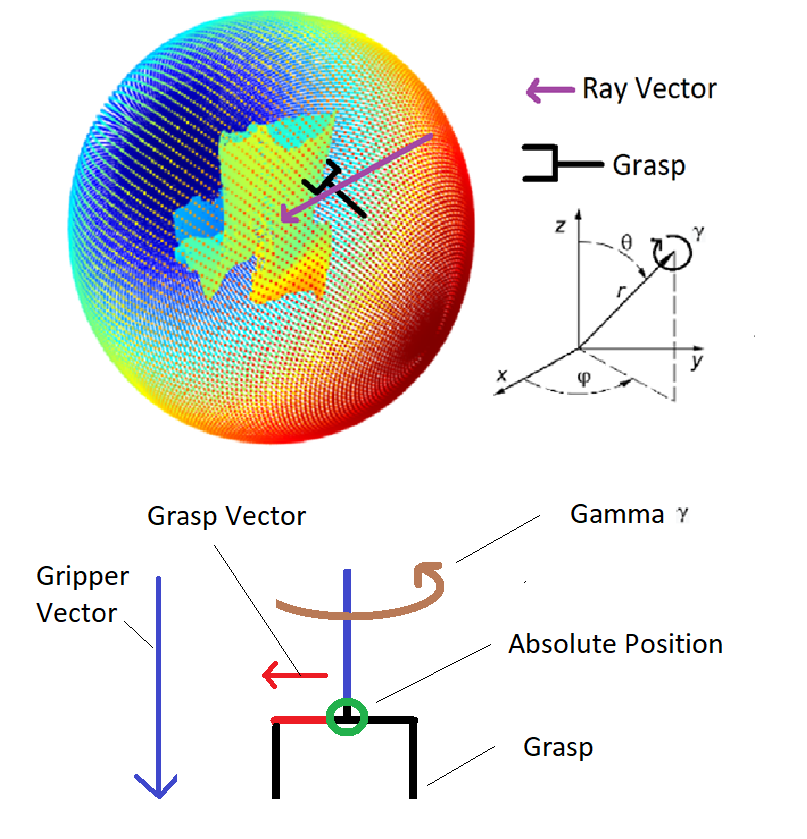 Ray Vector
Grasp
z
θ
γ
r
x
φ
y
Grasp Vector
Gamma γ
Gripper
Vector
Absolute Position
Grasp